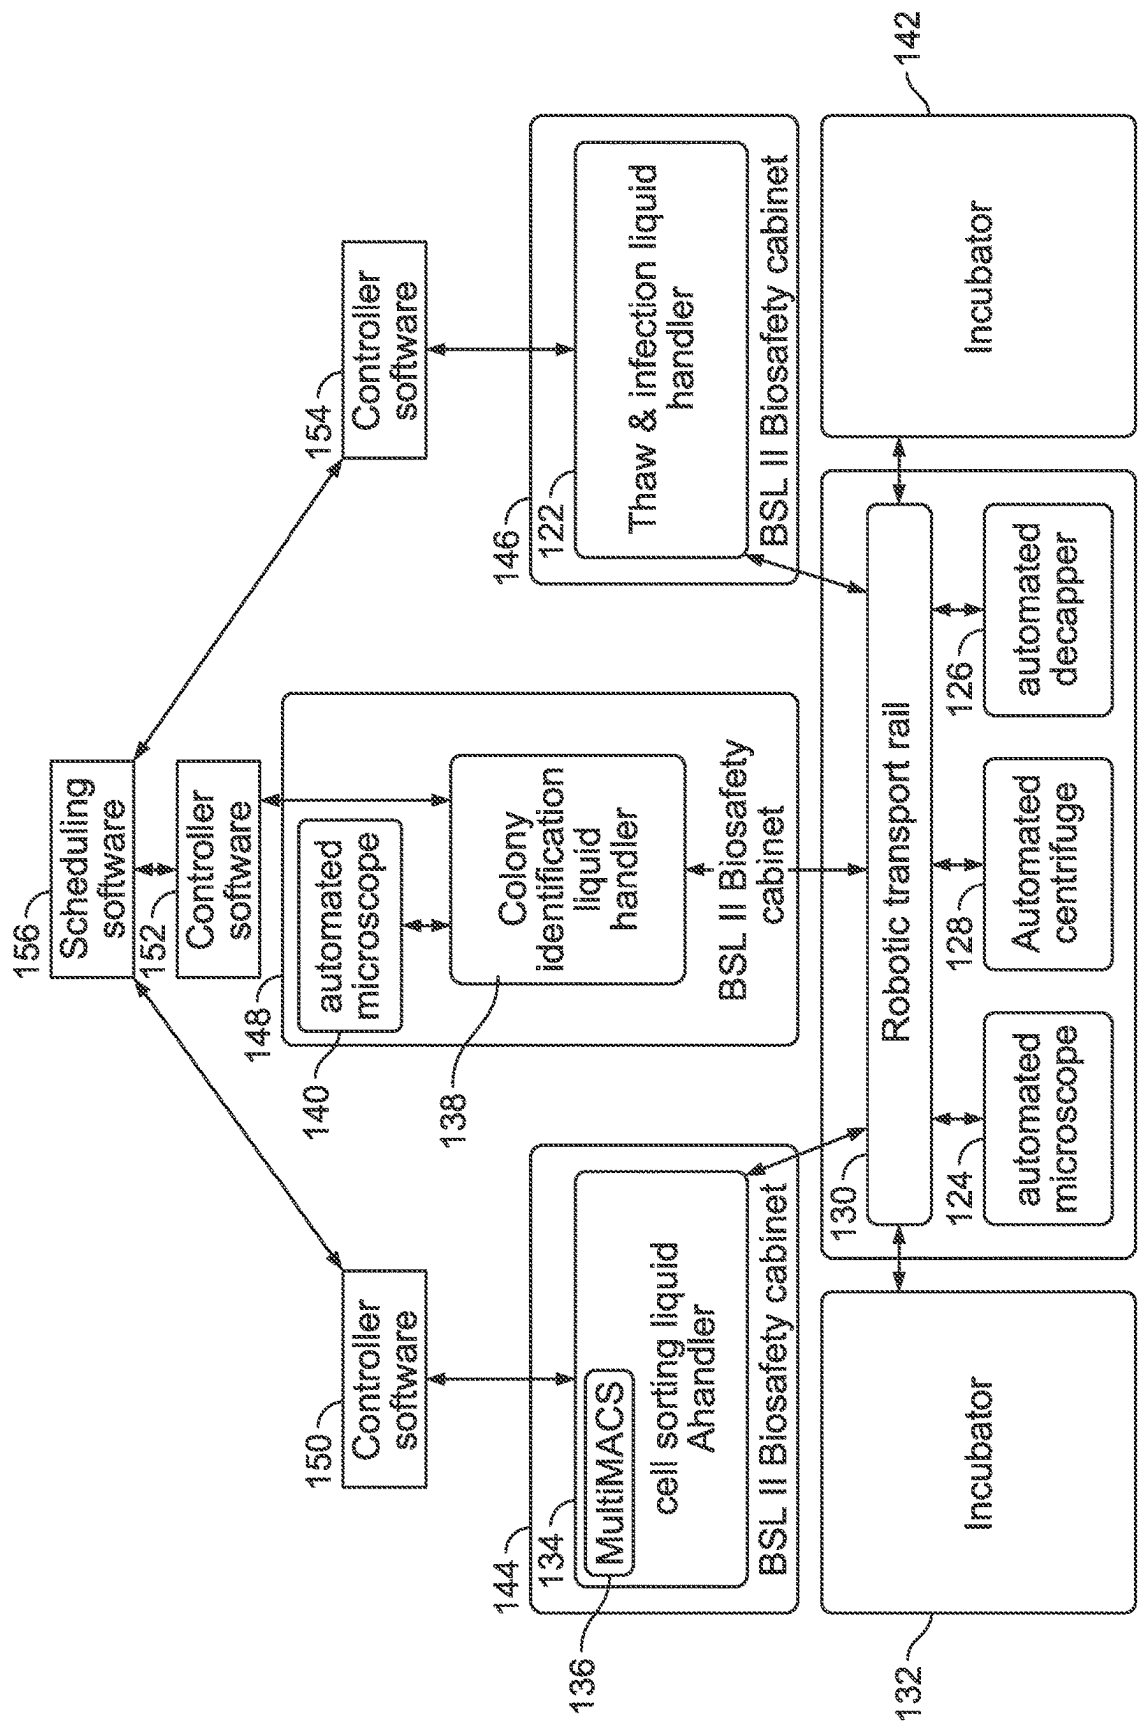 156
Scheduling
software
150
Controller
software
152
Controller
software
154
Controller
software
148
140
automated
microscope
138
Colony
identification
liquid
handler
BSL II Biosafety
cabinet
144
134
136
MultiMACS
cell sorting liquid
Ahandler
BSL II Biosafety cabinet
146
122
Thaw & infection liquid
handler
BSL II Biosafety cabinet
132
Incubator
130
Robotic transport rail
124
automated
microscope
128
Automated
centrifuge
126
automated
decapper
142
Incubator